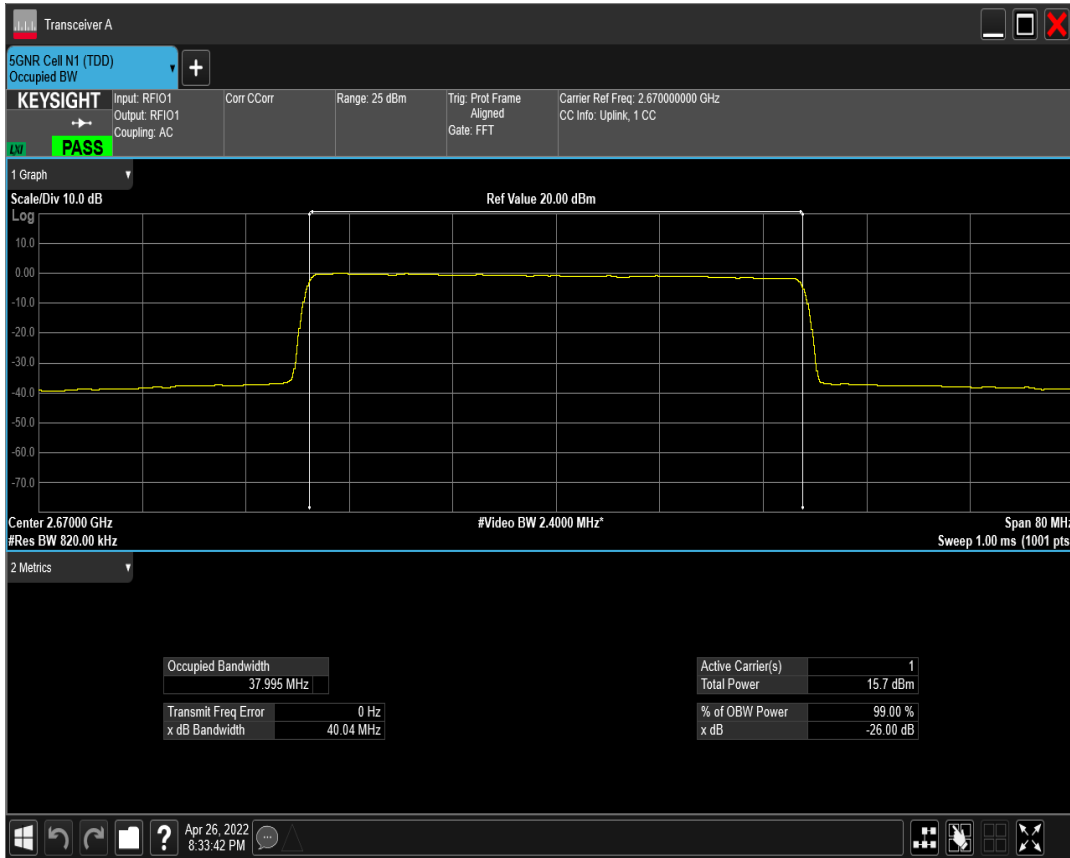 Transceiver A
5GNR Cell N1 (TDD)
Occupied BW
+
KEYSIGHT
LXI
PASS
Input: RFIO1
Output: RFIO1
Coupling: AC
Corr CCorr
Range: 25 dBm
Trig: Prot Frame
Aligned
Gate: FFT
Carrier Ref Freq: 2.670000000 GHz
CC Info: Uplink, 1 CC
1 Graph
Scale/Div 10.0 dB
Ref Value 20.00 dBm
Log
10.0
0.00
-10.0
-20.0
-30.0
-40.0
-50.0
-60.0
-70.0
Center 2.67000 GHz
#Video BW 2.4000 MHz*
Span 80 MHz
#Res BW 820.00 kHz
Sweep 1.00 ms (1001 pts
2 Metrics
Occupied Bandwidth
37.995 MHz
Transmit Freq Error 0 Hz
x dB Bandwidth 40.04 MHz
Active Carrier(s) 1
Total Power 15.7 dBm
% of OBW Power 99.00 %
x dB -26.00 dB
?
Apr 26, 2022
8:33:42 PM